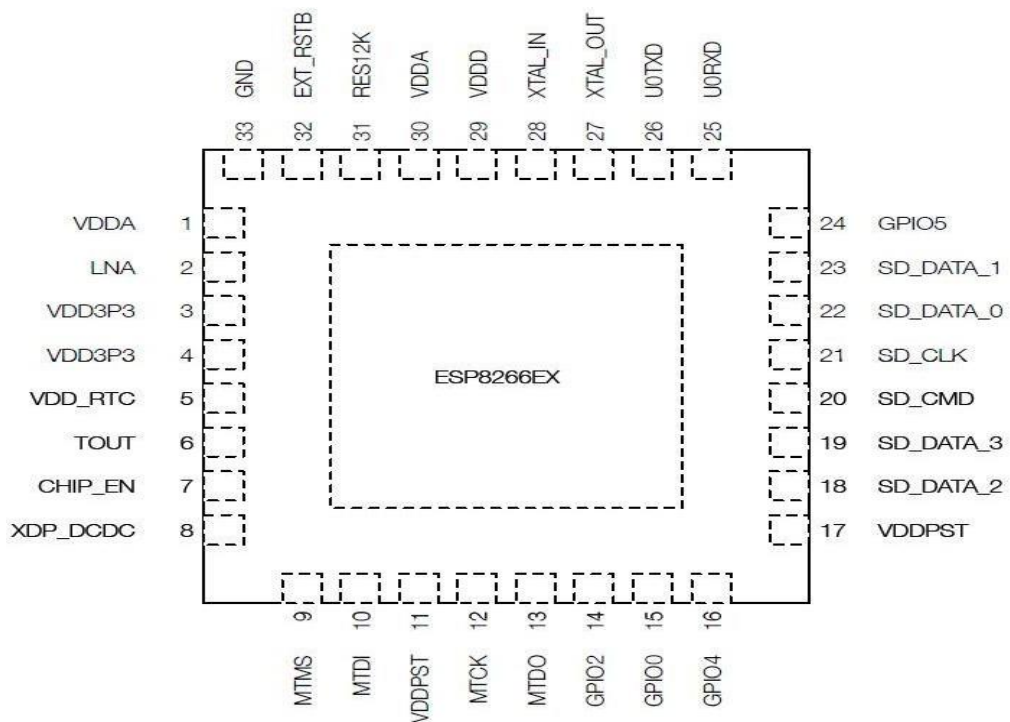 GND
EXT_RSTB
RES12K
VDDA
VDDD
XTAL_IN
XTAL_OUT
U0TXD
U0RXD
33
32
31
30
29
28
27
26
25
VDDA 1
LNA 2
VDD3P3 3
VDD3P3 4
VDD_RTC 5
TOUT 6
CHIP_EN 7
XDP_DCDC 8
ESP8266EX
24 GPIO5
23 SD_DATA_1
22 SD_DATA_0
21 SD_CLK
20 SD_CMD
19 SD_DATA_3
18 SD_DATA_2
17 VDDPST
9
10
11
12
13
14
15
16
MTMS
MTDI
VDDPST
MTCK
MTDO
GPIO2
GPIO0
GPIO4